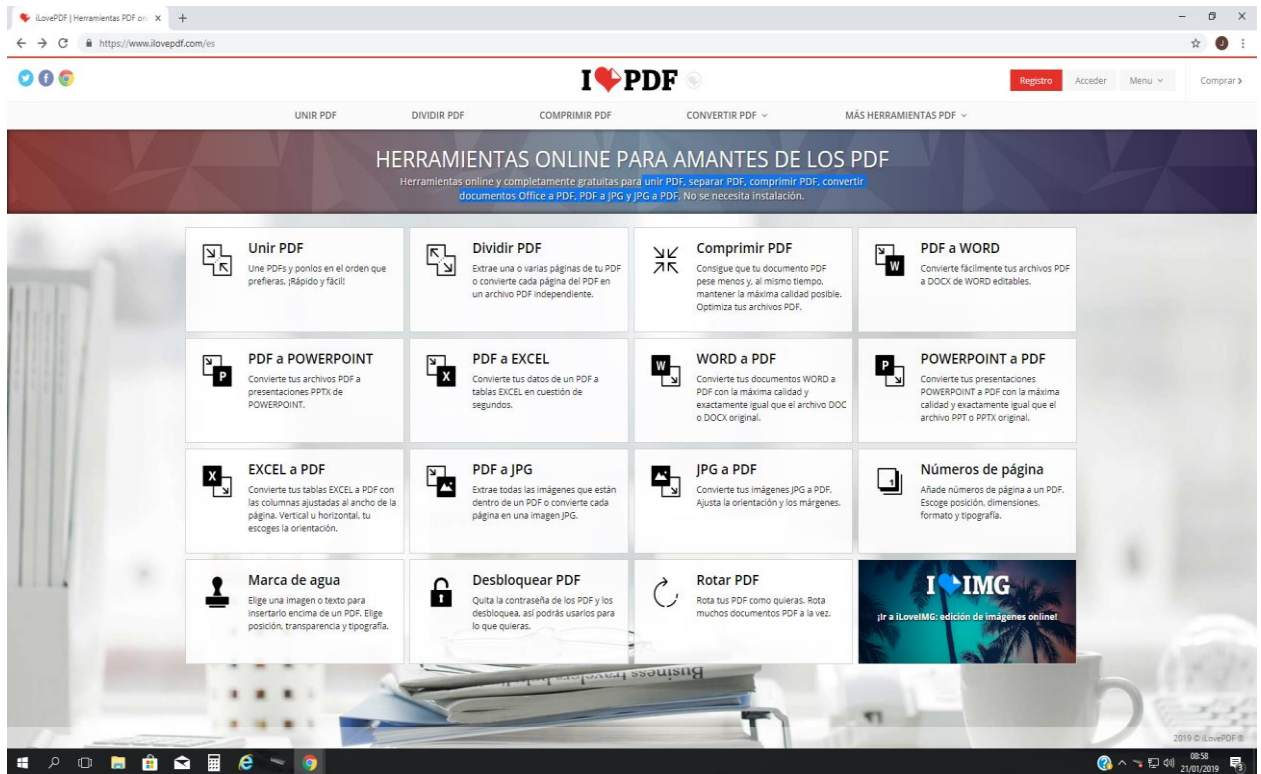 iLovePDF | Herramientas PDF on
https://www.ilovepdf.com/es
I PDF
Registro
Acceder
Menu
Comprar
UNIR PDF
DIVIDIR PDF
COMPRIMIR PDF
CONVERTIR PDF
MÁS HERRAMIENTAS PDF
HERRAMIENTAS ONLINE PARA AMANTES DE LOS PDF
Herramientas online y completamente gratuitas para unir PDF, separar PDF, comprimir PDF, convertir
documentos Office a PDF, PDF a JPG y JPG a PDF. No se necesita instalación.
Unir PDF
Une PDFs y ponlos en el orden que
prefieras. ¡Rápido y fácil!
Dividir PDF
Extrae una o varias páginas de tu PDF
o convierte cada página del PDF en
un archivo PDF independiente.
Comprimir PDF
Consigue que tu documento PDF
pese menos y, al mismo tiempo,
mantener la máxima calidad posible.
Optimiza tus archivos PDF.
PDF a WORD
Convierte fácilmente tus archivos PDF
a DOCX de WORD editables.
PDF a POWERPOINT
Convierte tus archivos PDF a
presentaciones PPTX de
POWERPOINT.
PDF a EXCEL
Convierte tus datos de un PDF a
tablas EXCEL en cuestión de
segundos.
WORD a PDF
Convierte tus documentos WORD a
PDF con la máxima calidad y
exactamente igual que el archivo DOC
o DOCX original.
POWERPOINT a PDF
Convierte tus presentaciones
POWERPOINT a PDF con la máxima
calidad y exactamente igual que el
archivo PPT o PPTX original.
EXCEL a PDF
Convierte tus tablas EXCEL a PDF con
las columnas ajustadas al ancho de la
página. Vertical u horizontal, tu
escoges la orientación.
PDF a JPG
Extrae todas las imágenes que están
dentro de un PDF o convierte cada
página en una imagen JPG.
JPG a PDF
Convierte tus imágenes JPG a PDF.
Ajusta la orientación y los márgenes.
Números de página
Añade números de página a un PDF.
Escoge posición, dimensiones,
formato y tipografía.
Marca de agua
Elige una imagen o texto para
insertarlo encima de un PDF. Elige
posición, transparencia y tipografía.
Desbloquear PDF
Quita la contraseña de los PDF y los
desbloquea, así podrás usarlos para
lo que quieras.
Rotar PDF
Rota tus PDF como quieras. Rota
muchos documentos PDF a la vez.
I IMG
¡Ir a iLoveIMG: edición de imágenes online!
Business travelers
2019 © iLovePDF ®
08:58
21/01/2019